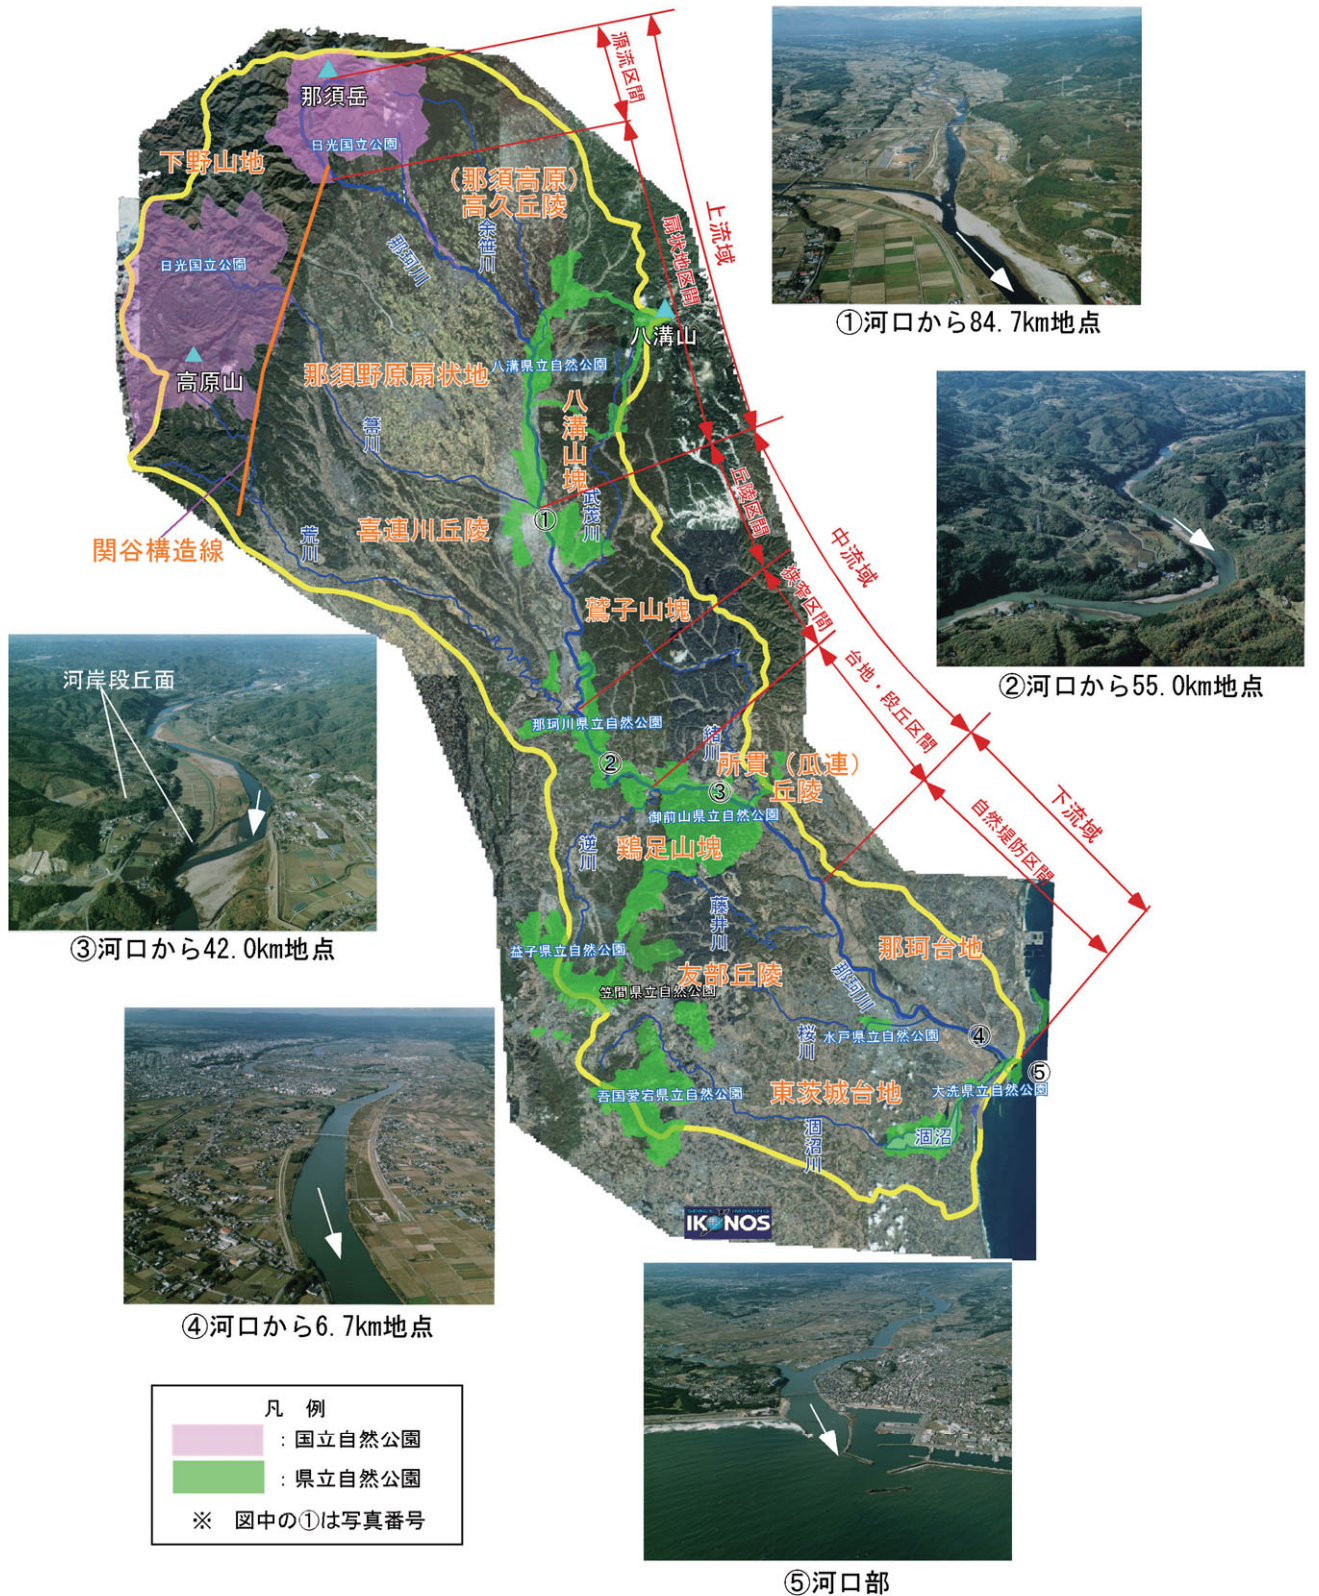 源流区間
那須岳
日光国立公園
下野山地
(那須高原)
高久丘陵
余笹川
那珂川
上流域
扇状地区間
①河口から84.7km地点
日光国立公園
高原山
八溝山
八溝県立自然公園
那須野原扇状地
箒川
八溝山塊
武茂川
①
丘陵区間
喜連川丘陵
荒川
関谷構造線
中流域
狭窄区間
鷲子山塊
②河口から55.0km地点
台地・段丘区間
河岸段丘面
③河口から42.0km地点
那珂川県立自然公園
緒川
②
所貫(瓜連)
丘陵
③
御前山県立自然公園
下流域
自然堤防区間
逆川
鶏足山塊
藤井川
益子県立自然公園
友部丘陵
笠間県立自然公園
那珂台地
那珂川
桜川
水戸県立自然公園
④
⑤
大洗県立自然公園
吾国愛宕県立自然公園
東茨城台地
涸沼川
涸沼
SPACE IMAGING
IKONOS
④河口から6.7km地点
凡 例
：国立自然公園
：県立自然公園
※ 図中の①は写真番号
⑤河口部